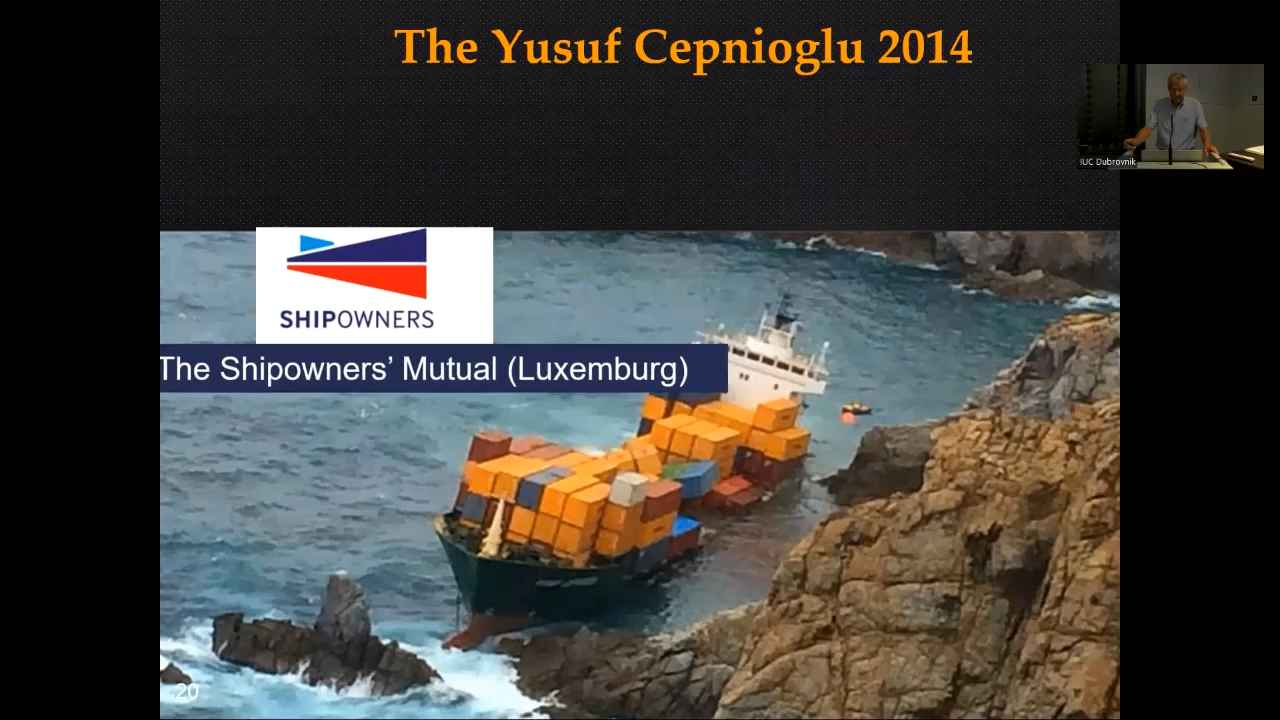 The Yusuf Cepnioglu 2014
IUC Dubrovnik
SHIPOWNERS
The Shipowners’ Mutual (Luxemburg)
20